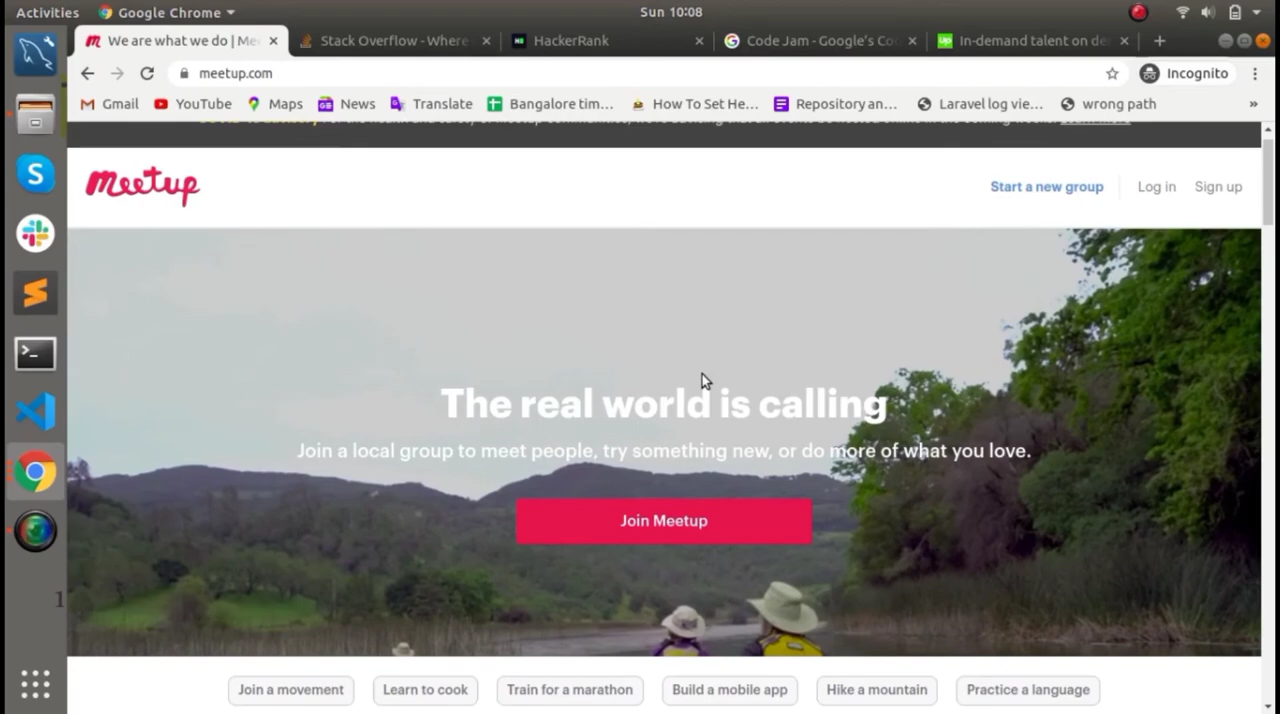 Activities Google Chrome Sun 10:08
We are what we do | Mee Stack Overflow - Where HackerRank Code Jam - Google's Co In-demand talent on de
meetup.com Incognito
Gmail YouTube Maps News Translate Bangalore tim... How To Set He... Repository an... Laravel log vie... wrong path »
meetup Start a new group Log in Sign up
The real world is calling
Join a local group to meet people, try something new, or do more of what you love.
Join Meetup
1
Join a movement Learn to cook Train for a marathon Build a mobile app Hike a mountain Practice a language